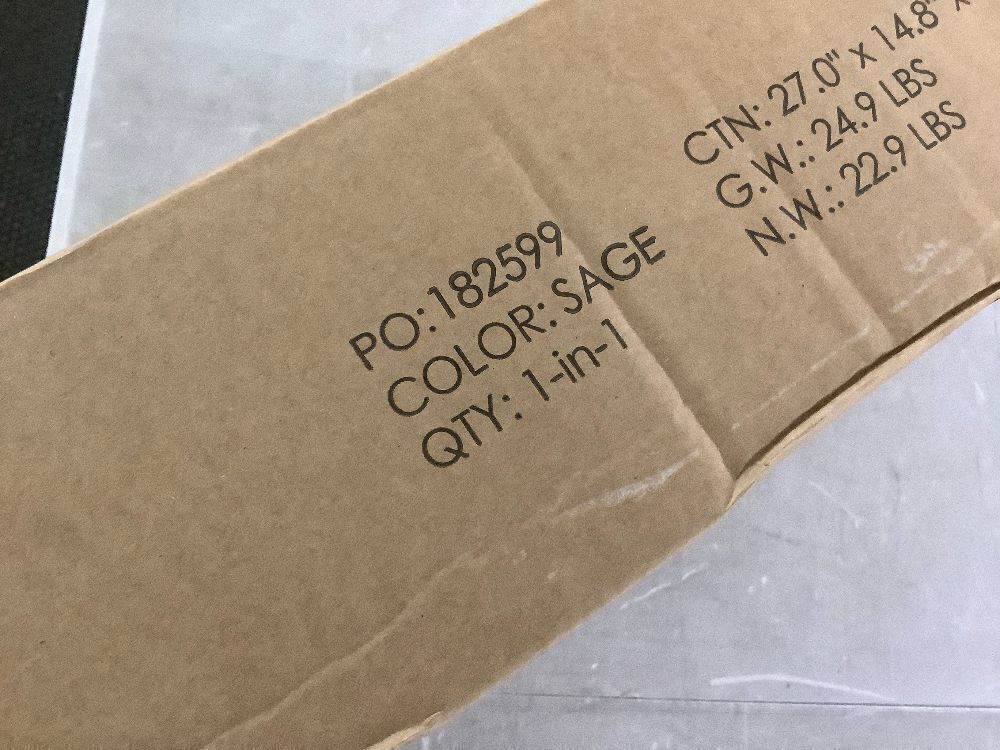 PO:182599
COLOR: SAGE
QTY: 1-in-1
CTN: 27.0" x 14.8" x
G.W.: 24.9 LBS
N.W.: 22.9 LBS